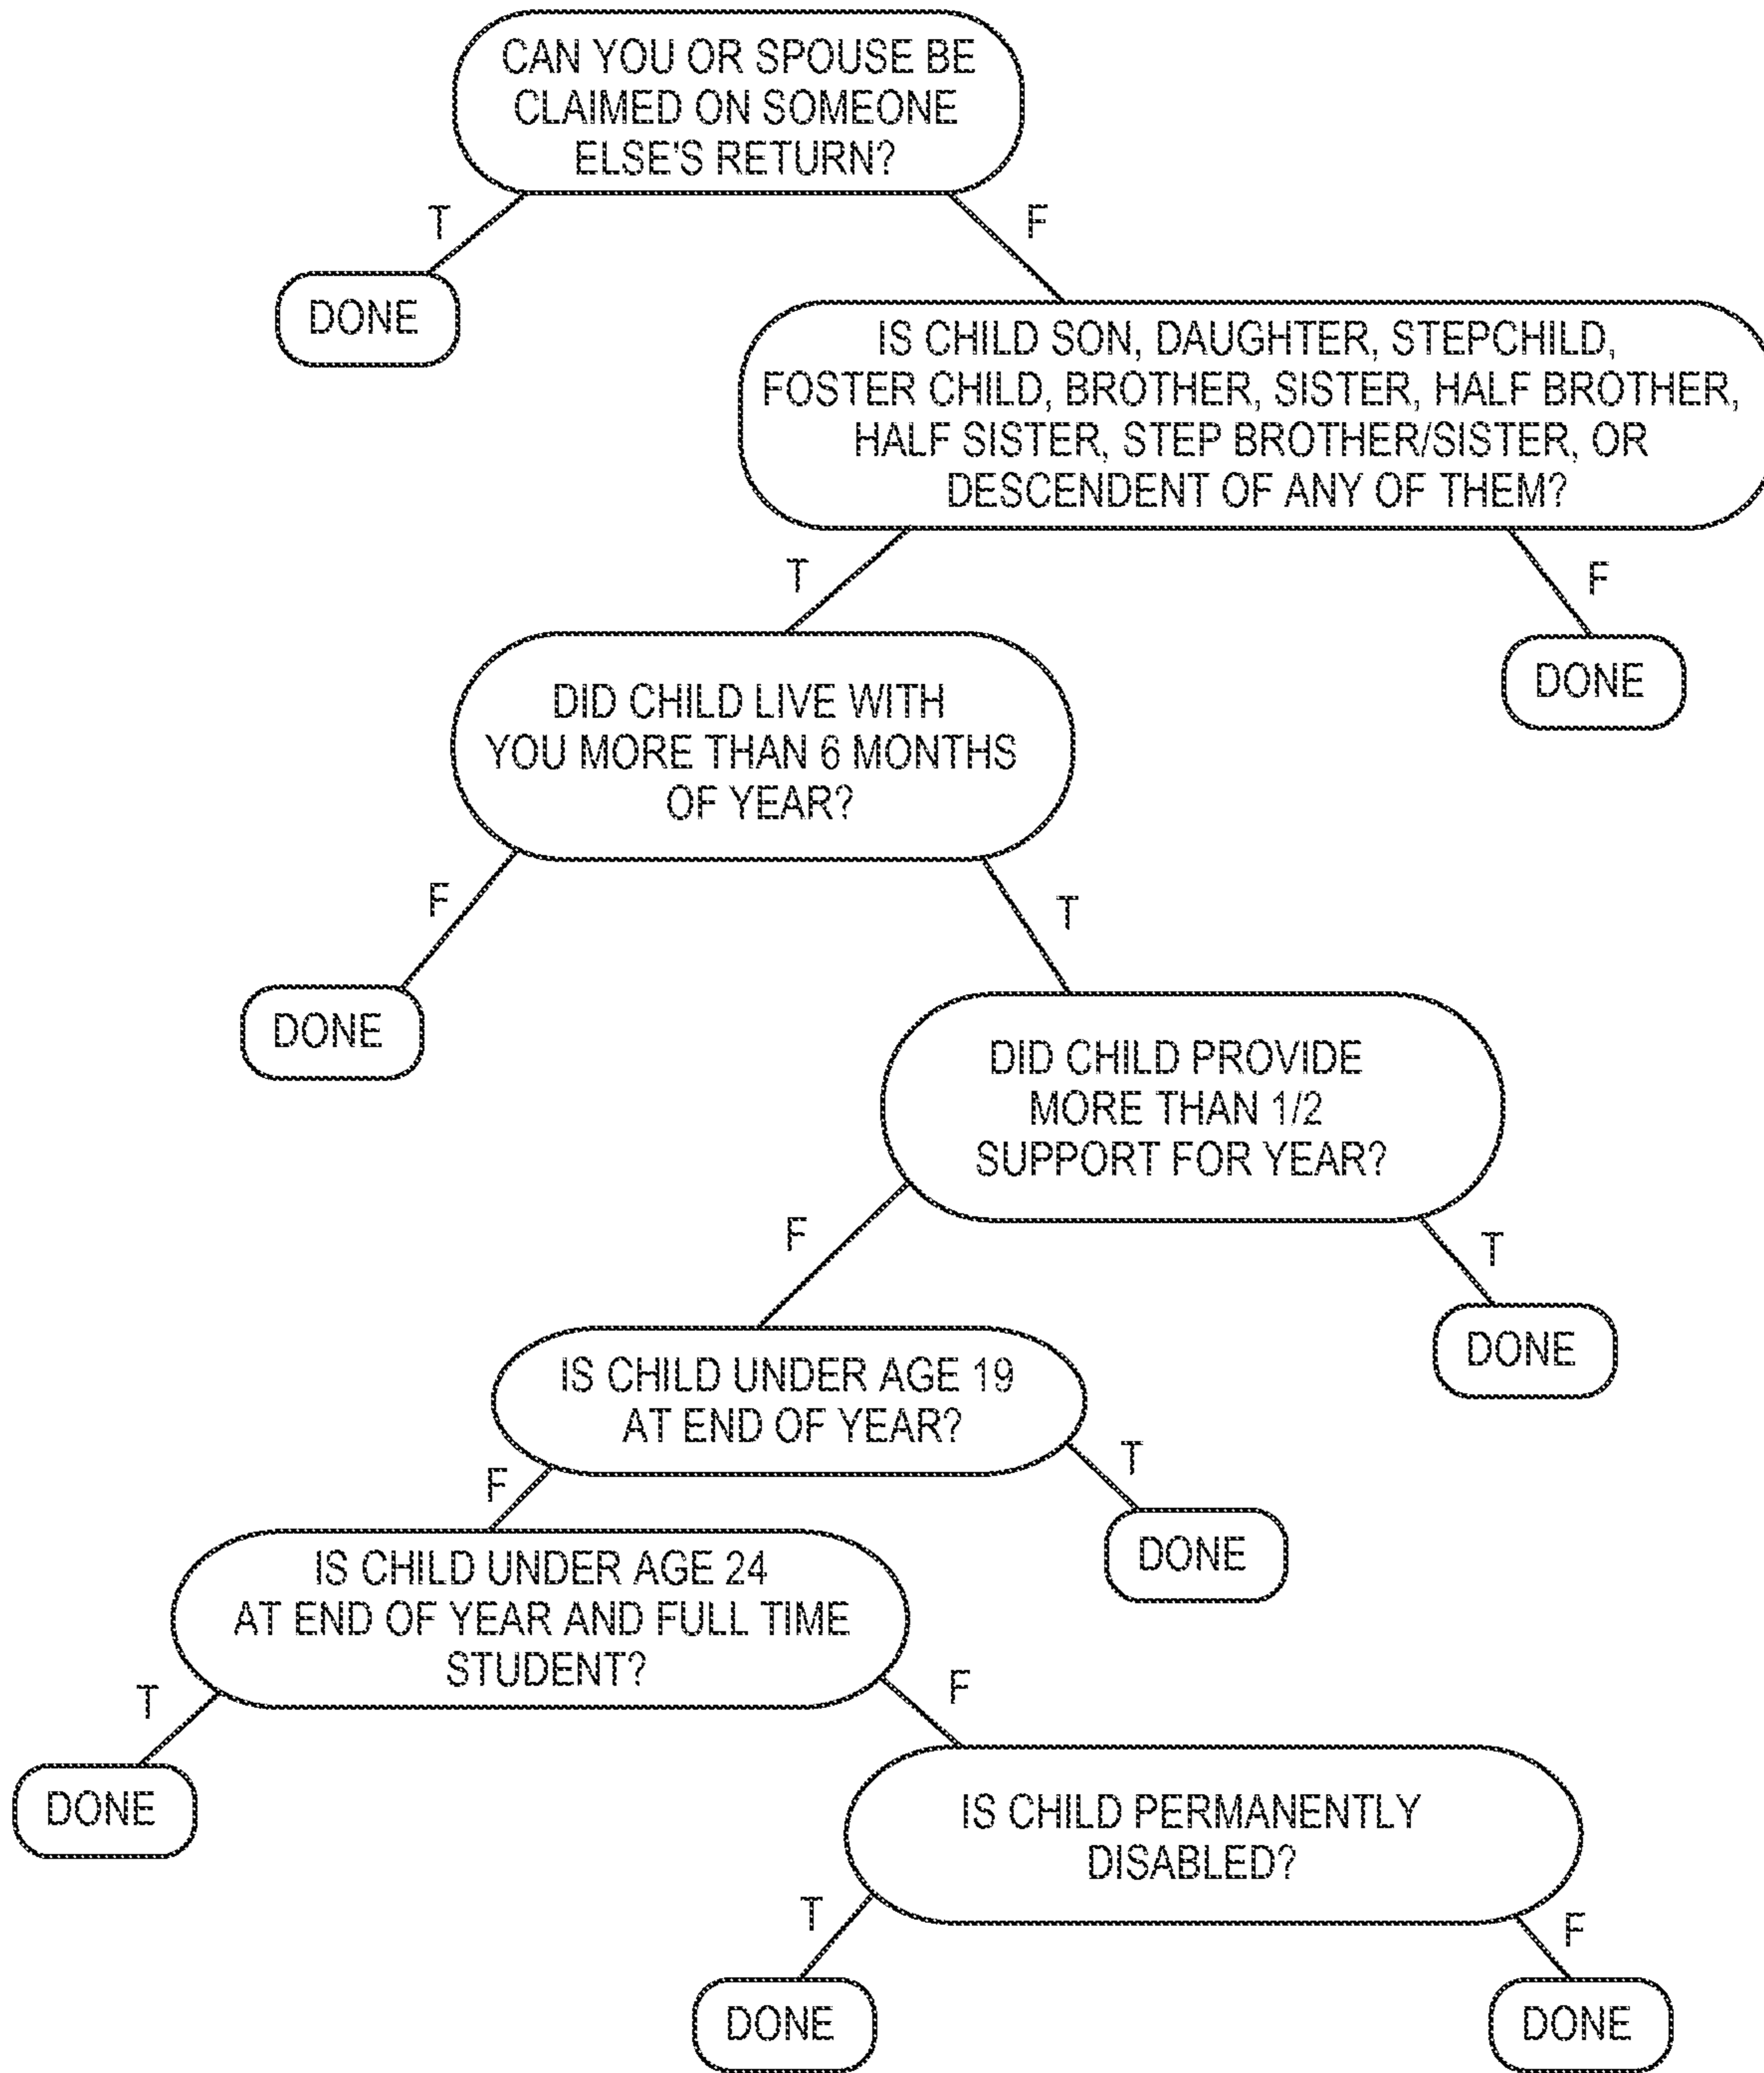 CAN YOU OR SPOUSE BE
CLAIMED ON SOMEONE
ELSE'S RETURN?
T
F
DONE
IS CHILD SON, DAUGHTER, STEPCHILD,
FOSTER CHILD, BROTHER, SISTER, HALF BROTHER,
HALF SISTER, STEP BROTHER/SISTER, OR
DESCENDENT OF ANY OF THEM?
T
F
DID CHILD LIVE WITH
YOU MORE THAN 6 MONTHS
OF YEAR?
DONE
F
T
DONE
DID CHILD PROVIDE
MORE THAN 1/2
SUPPORT FOR YEAR?
F
T
DONE
IS CHILD UNDER AGE 19
AT END OF YEAR?
F
T
DONE
IS CHILD UNDER AGE 24
AT END OF YEAR AND FULL TIME
STUDENT?
T
F
DONE
IS CHILD PERMANENTLY
DISABLED?
T
F
DONE
DONE